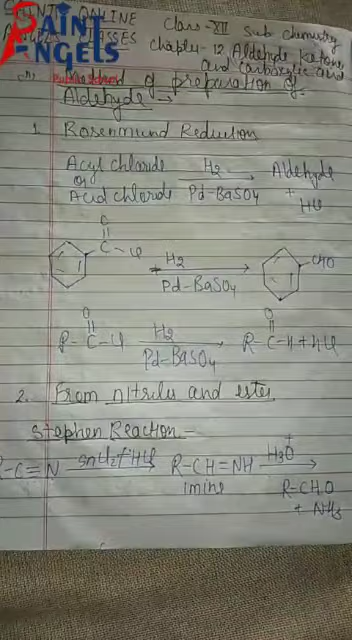 SAINT ONLINE
ANGELS CLASSES
PAINT ANGELS
Class-XII Sub Chemistry
Chapter-12 Aldehyde Ketone
and Carboxylic acid
of preparation of
Aldehyde →
1. Rosenmund Reduction
Acyl chloride H2 Aldehyde
or → +
Acid chloride Pd-BaSO4 HCl
O
C-Cl H2 → CHO
Pd-BaSO4
O O
R-C-Cl H2 → R-C-H+HCl
Pd-BaSO4
2. From nitriles and ester
Stephen Reaction-
R-C≡N SnCl2+HCl → R-CH=NH H3O+ →
imine R-CHO
+ NH3